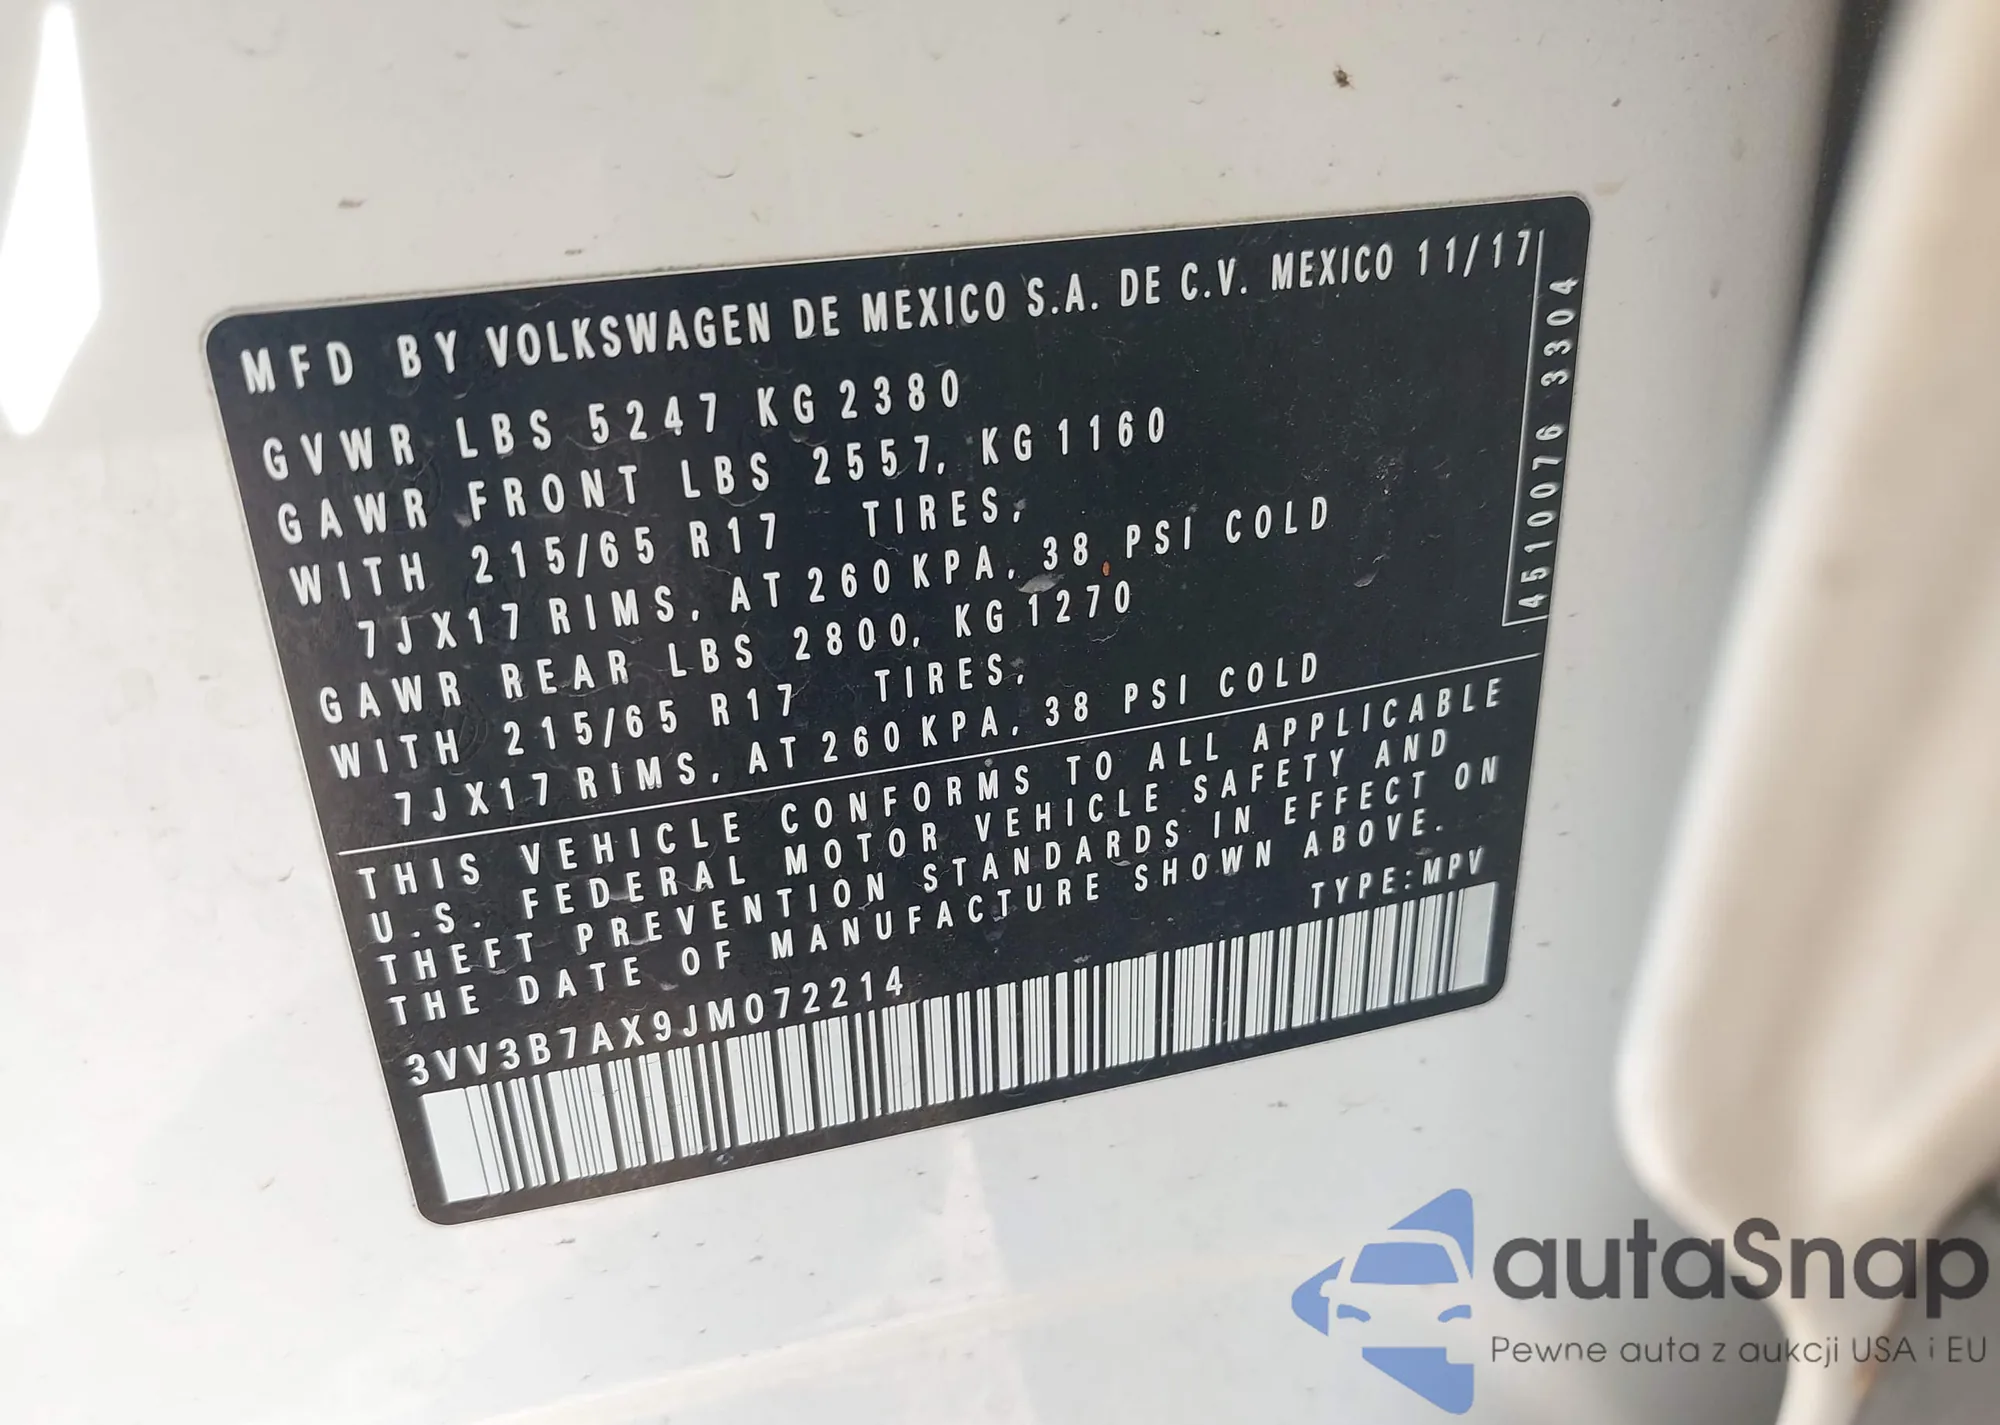 MFD BY VOLKSWAGEN DE MEXICO S.A. DE C.V. MEXICO 11/17
GVWR LBS 5247 KG 2380
GAWR FRONT LBS 2557, KG 1160
WITH 215/65 R17 TIRES,
7JX17 RIMS, AT 260 KPA, 38 PSI COLD
GAWR REAR LBS 2800, KG 1270
WITH 215/65 R17 TIRES,
7JX17 RIMS, AT 260 KPA, 38 PSI COLD
4510076 3304
THIS VEHICLE CONFORMS TO ALL APPLICABLE
U.S. FEDERAL MOTOR VEHICLE SAFETY AND
THEFT PREVENTION STANDARDS IN EFFECT ON
THE DATE OF MANUFACTURE SHOWN ABOVE.
TYPE:MPV
3VV3B7AX9JM072214
autaSnap
Pewne auta z aukcji USA i EU